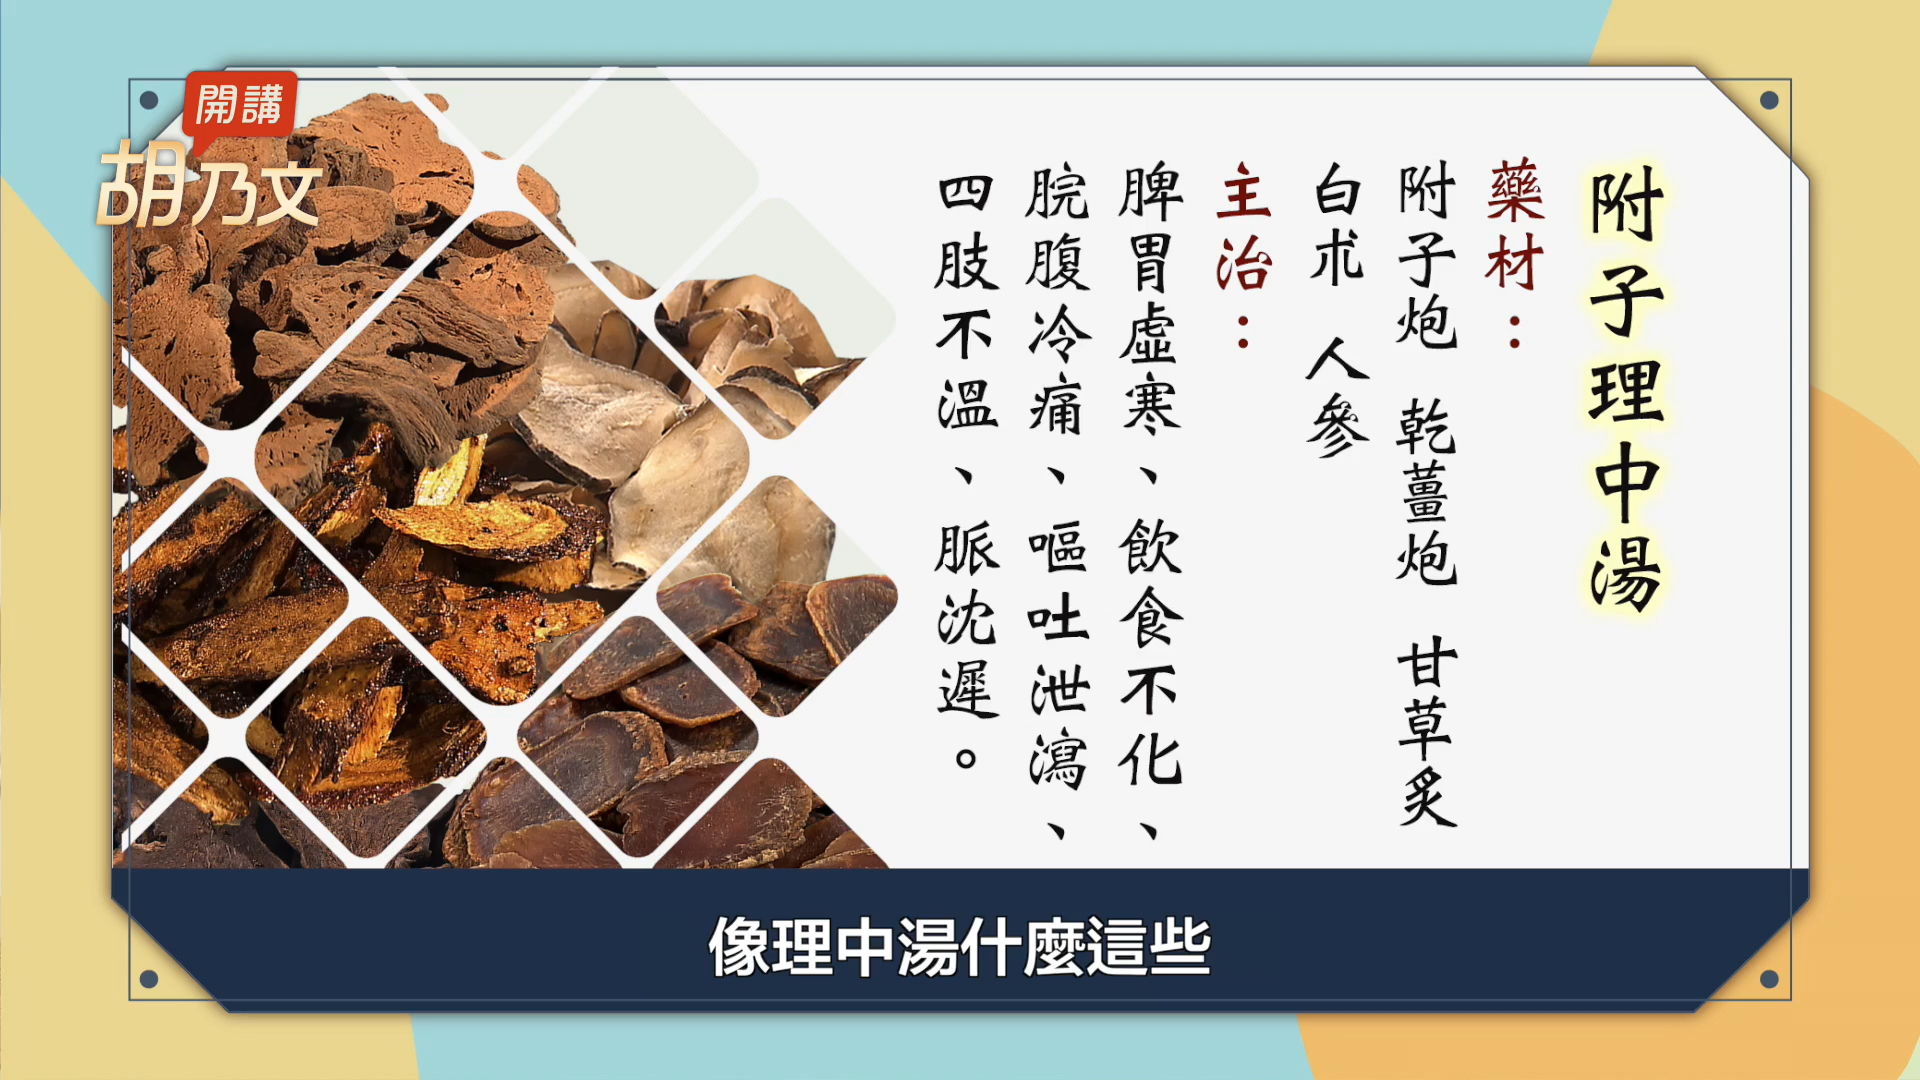 開講
胡乃文
附子理中湯
藥材：
附子炮 乾薑炮 甘草炙
白朮 人參
主治：
脾胃虛寒、飲食不化、
脘腹冷痛、嘔吐泄瀉、
四肢不溫、脈沈遲。
像理中湯什麼這些